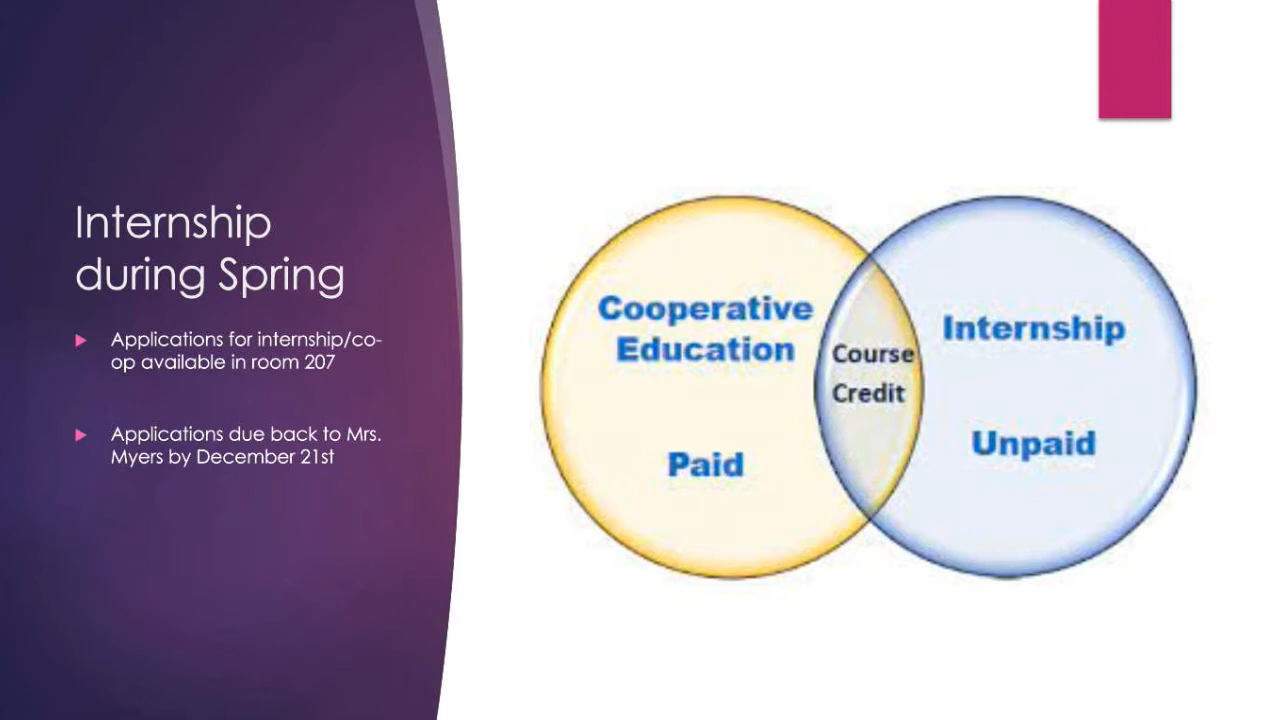 Internship
during Spring
Applications for internship/co-
op available in room 207
Applications due back to Mrs.
Myers by December 21st
Cooperative
Education
Paid
Course
Credit
Internship
Unpaid